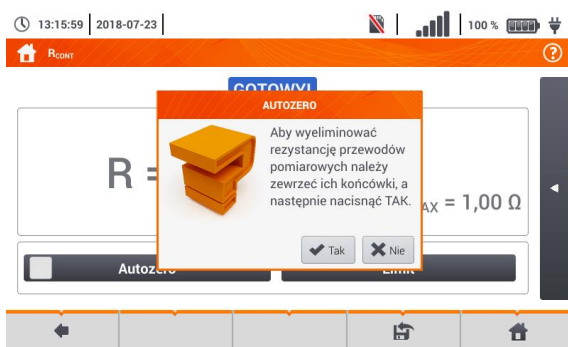 13:15:59 2018-07-23 100 %
RCONT
GOTOWY!
AUTOZERO
Aby wyeliminować
rezystancję przewodów
pomiarowych należy
zewrzeć ich końcówki, a
następnie nacisnąć TAK.
R =
AX = 1,00 Ω
Tak Nie
Autozero
Limit